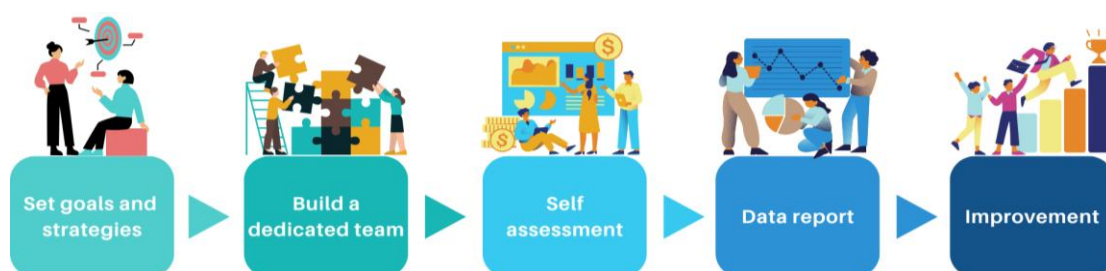 Set goals and
strategies
Build a
dedicated team
Self
assessment
Data report
Improvement
$
$